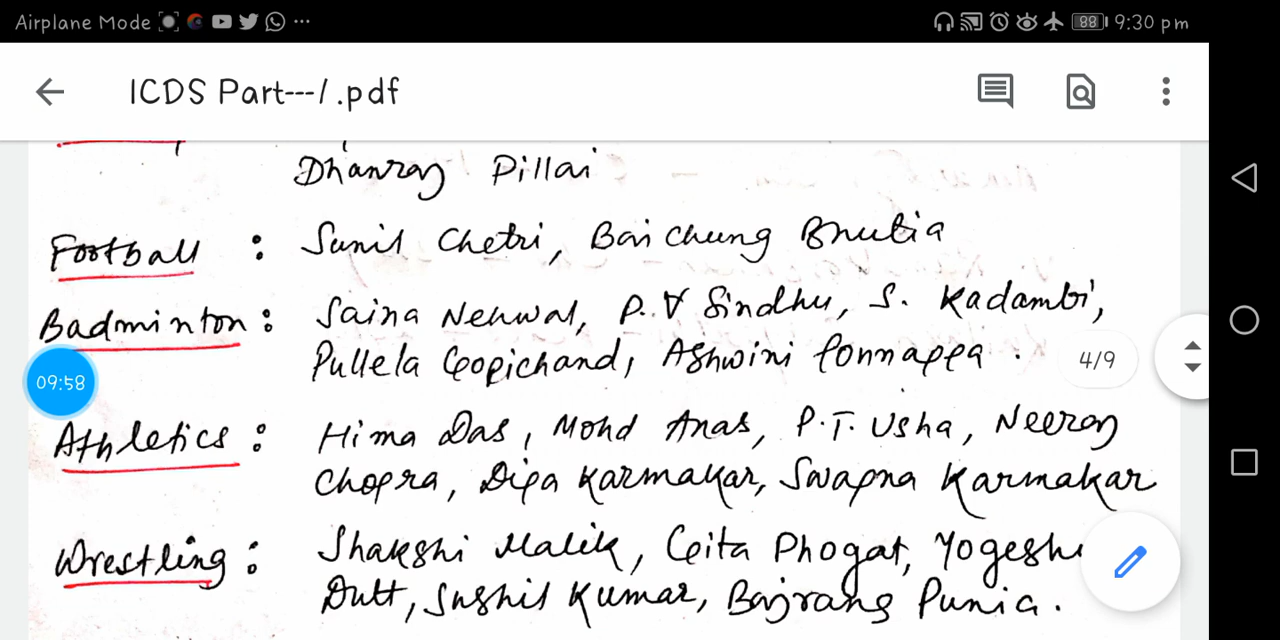 Airplane Mode ... 88 9:30 pm
ICDS Part---1 .pdf
Dhanraj Pillai
Football : Sunil Chetri, Baichung Bhutia
Badminton : Saina Nehwal, P.V Sindhu, S. Kadambi,
Pullela Gopichand, Ashwini Ponnappa .
4/9
09:58
Athletics : Hima Das, Mohd Anas, P.T. Usha, Neeraj
Chopra, Dipa Karmakar, Swapna Karmakar
Wrestling : Shakshi Malik, Geita Phogat, Yogesh
Dutt, Sushil Kumar, Bajrang Punia .